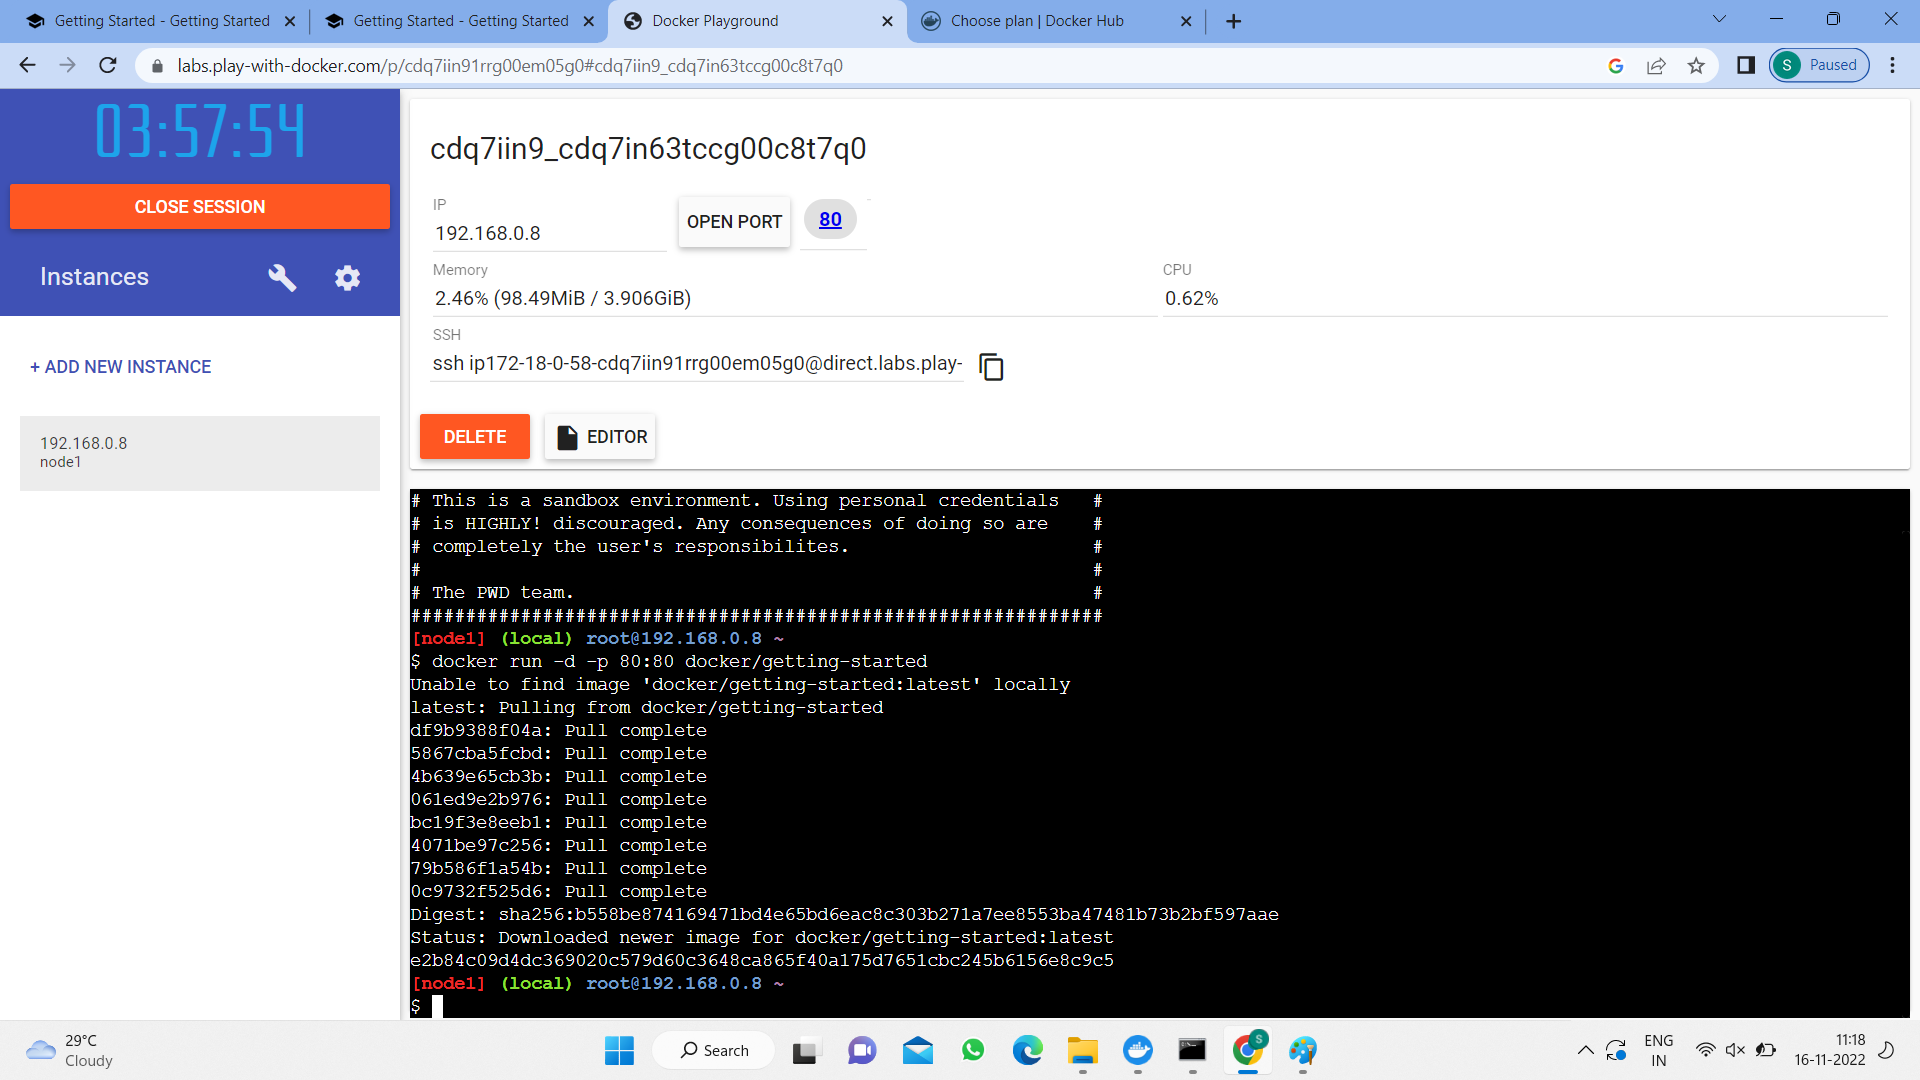 Getting Started - Getting Started
Getting Started - Getting Started
Docker Playground
Choose plan | Docker Hub
labs.play-with-docker.com/p/cdq7iin91rrg00em05g0#cdq7iin9_cdq7in63tccg00c8t7q0
S Paused
03:57:54
CLOSE SESSION
Instances
+ ADD NEW INSTANCE
192.168.0.8
node1
cdq7iin9_cdq7in63tccg00c8t7q0
IP
192.168.0.8
OPEN PORT
80
Memory
2.46% (98.49MiB / 3.906GiB)
CPU
0.62%
SSH
ssh ip172-18-0-58-cdq7iin91rrg00em05g0@direct.labs.play-
DELETE
EDITOR
# This is a sandbox environment. Using personal credentials #
# is HIGHLY! discouraged. Any consequences of doing so are #
# completely the user's responsibilites. #
# #
# The PWD team. #
###############################################################
[node1] (local) root@192.168.0.8 ~
$ docker run -d -p 80:80 docker/getting-started
Unable to find image 'docker/getting-started:latest' locally
latest: Pulling from docker/getting-started
df9b9388f04a: Pull complete
5867cba5fcbd: Pull complete
4b639e65cb3b: Pull complete
061ed9e2b976: Pull complete
bc19f3e8eeb1: Pull complete
4071be97c256: Pull complete
79b586f1a54b: Pull complete
0c9732f525d6: Pull complete
Digest: sha256:b558be874169471bd4e65bd6eac8c303b271a7ee8553ba47481b73b2bf597aae
Status: Downloaded newer image for docker/getting-started:latest
e2b84c09d4dc369020c579d60c3648ca865f40a175d7651cbc245b6156e8c9c5
[node1] (local) root@192.168.0.8 ~
$
29°C
Cloudy
Search
S
ENG
IN
11:18
16-11-2022